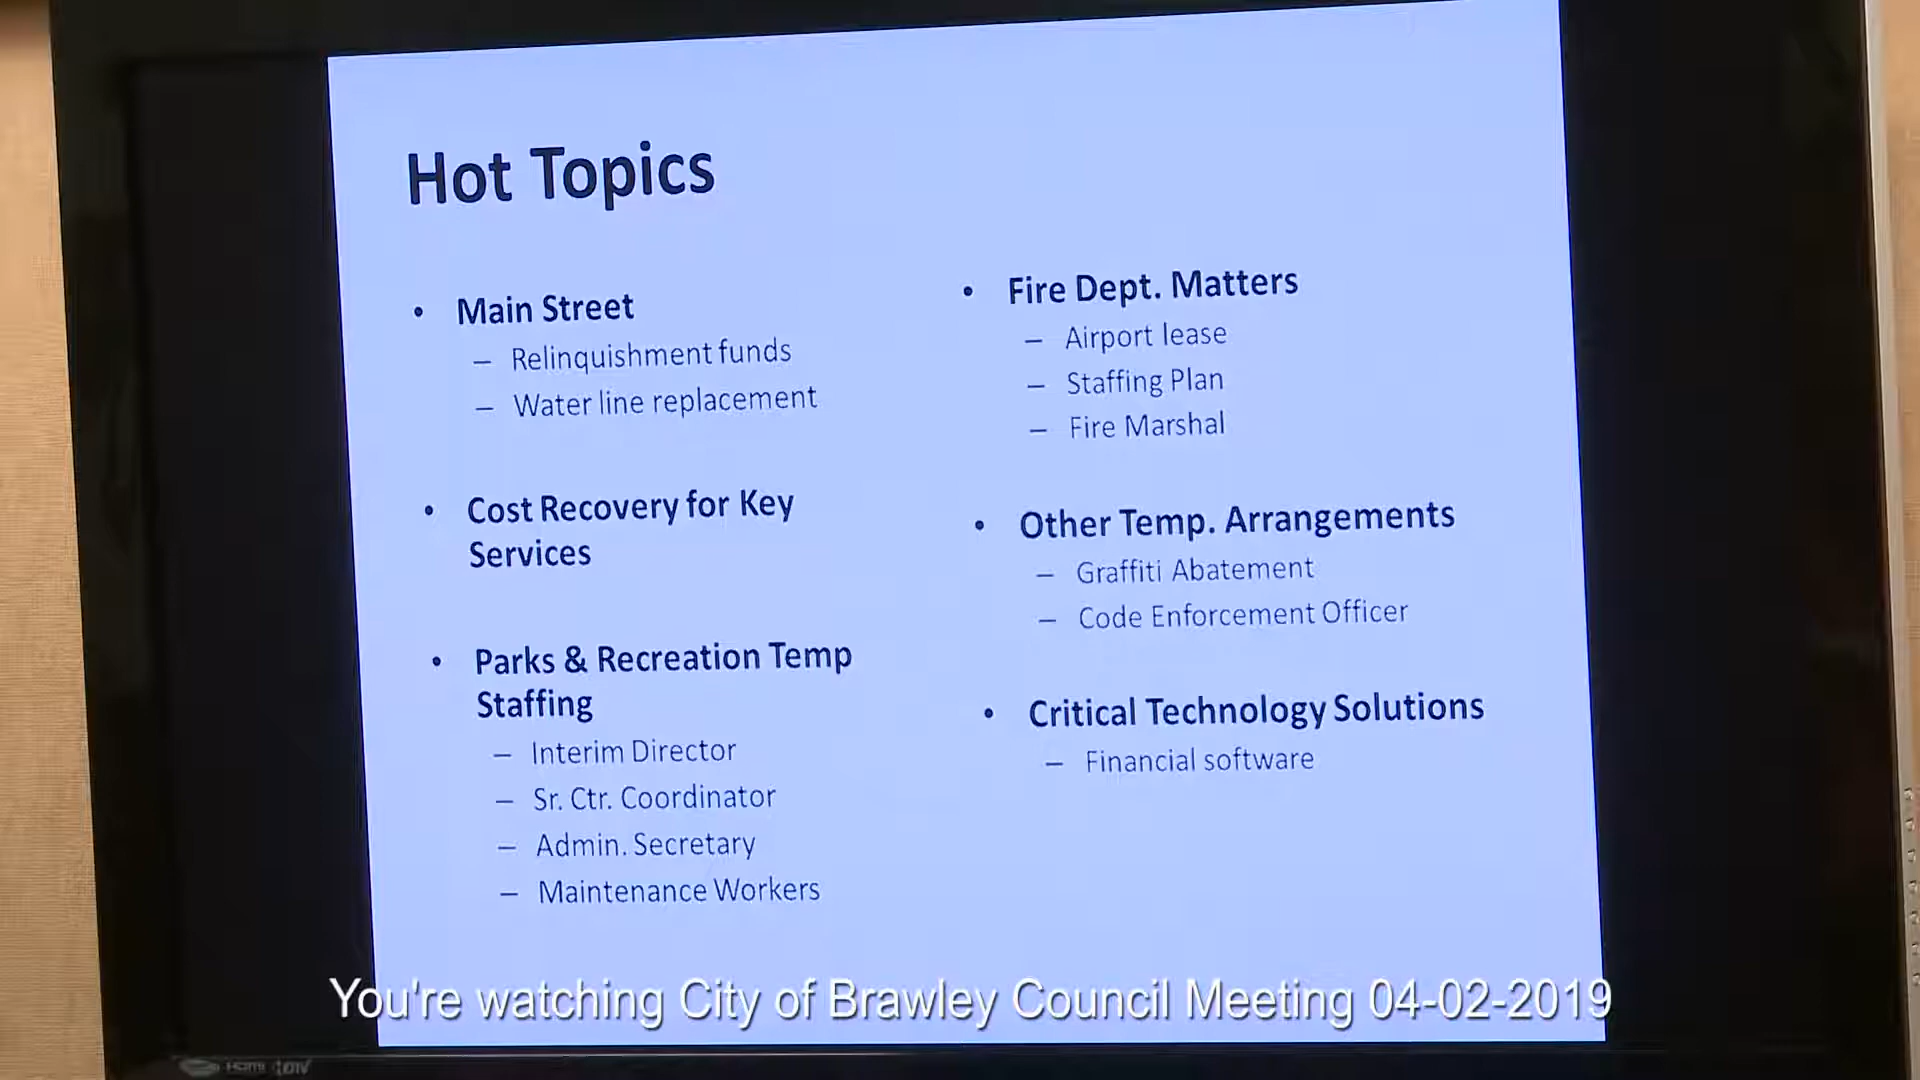 Hot Topics
• Main Street
– Relinquishment funds
– Water line replacement
• Cost Recovery for Key
Services
• Parks & Recreation Temp
Staffing
– Interim Director
– Sr. Ctr. Coordinator
– Admin. Secretary
– Maintenance Workers
• Fire Dept. Matters
– Airport lease
– Staffing Plan
– Fire Marshal
• Other Temp. Arrangements
– Graffiti Abatement
– Code Enforcement Officer
• Critical Technology Solutions
– Financial software
You're watching City of Brawley Council Meeting 04-02-2019